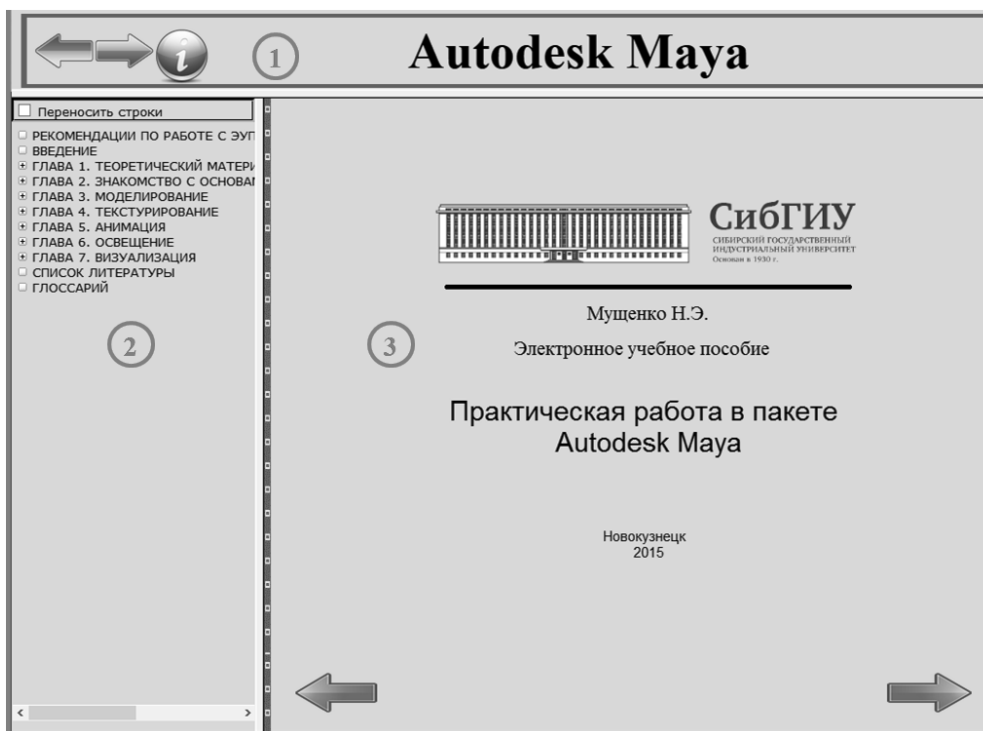 i
1
Autodesk Maya
Переносить строки
РЕКОМЕНДАЦИИ ПО РАБОТЕ С ЭУП
ВВЕДЕНИЕ
ГЛАВА 1. ТЕОРЕТИЧЕСКИЙ МАТЕРИ
ГЛАВА 2. ЗНАКОМСТВО С ОСНОВА
ГЛАВА 3. МОДЕЛИРОВАНИЕ
ГЛАВА 4. ТЕКСТУРИРОВАНИЕ
ГЛАВА 5. АНИМАЦИЯ
ГЛАВА 6. ОСВЕЩЕНИЕ
ГЛАВА 7. ВИЗУАЛИЗАЦИЯ
СПИСОК ЛИТЕРАТУРЫ
ГЛОССАРИЙ
2
СибГИУ
СИБИРСКИЙ ГОСУДАРСТВЕННЫЙ
ИНДУСТРИАЛЬНЫЙ УНИВЕРСИТЕТ
Основан в 1930 г.
Мущенко Н.Э.
3
Электронное учебное пособие
Практическая работа в пакете
Autodesk Maya
Новокузнецк
2015